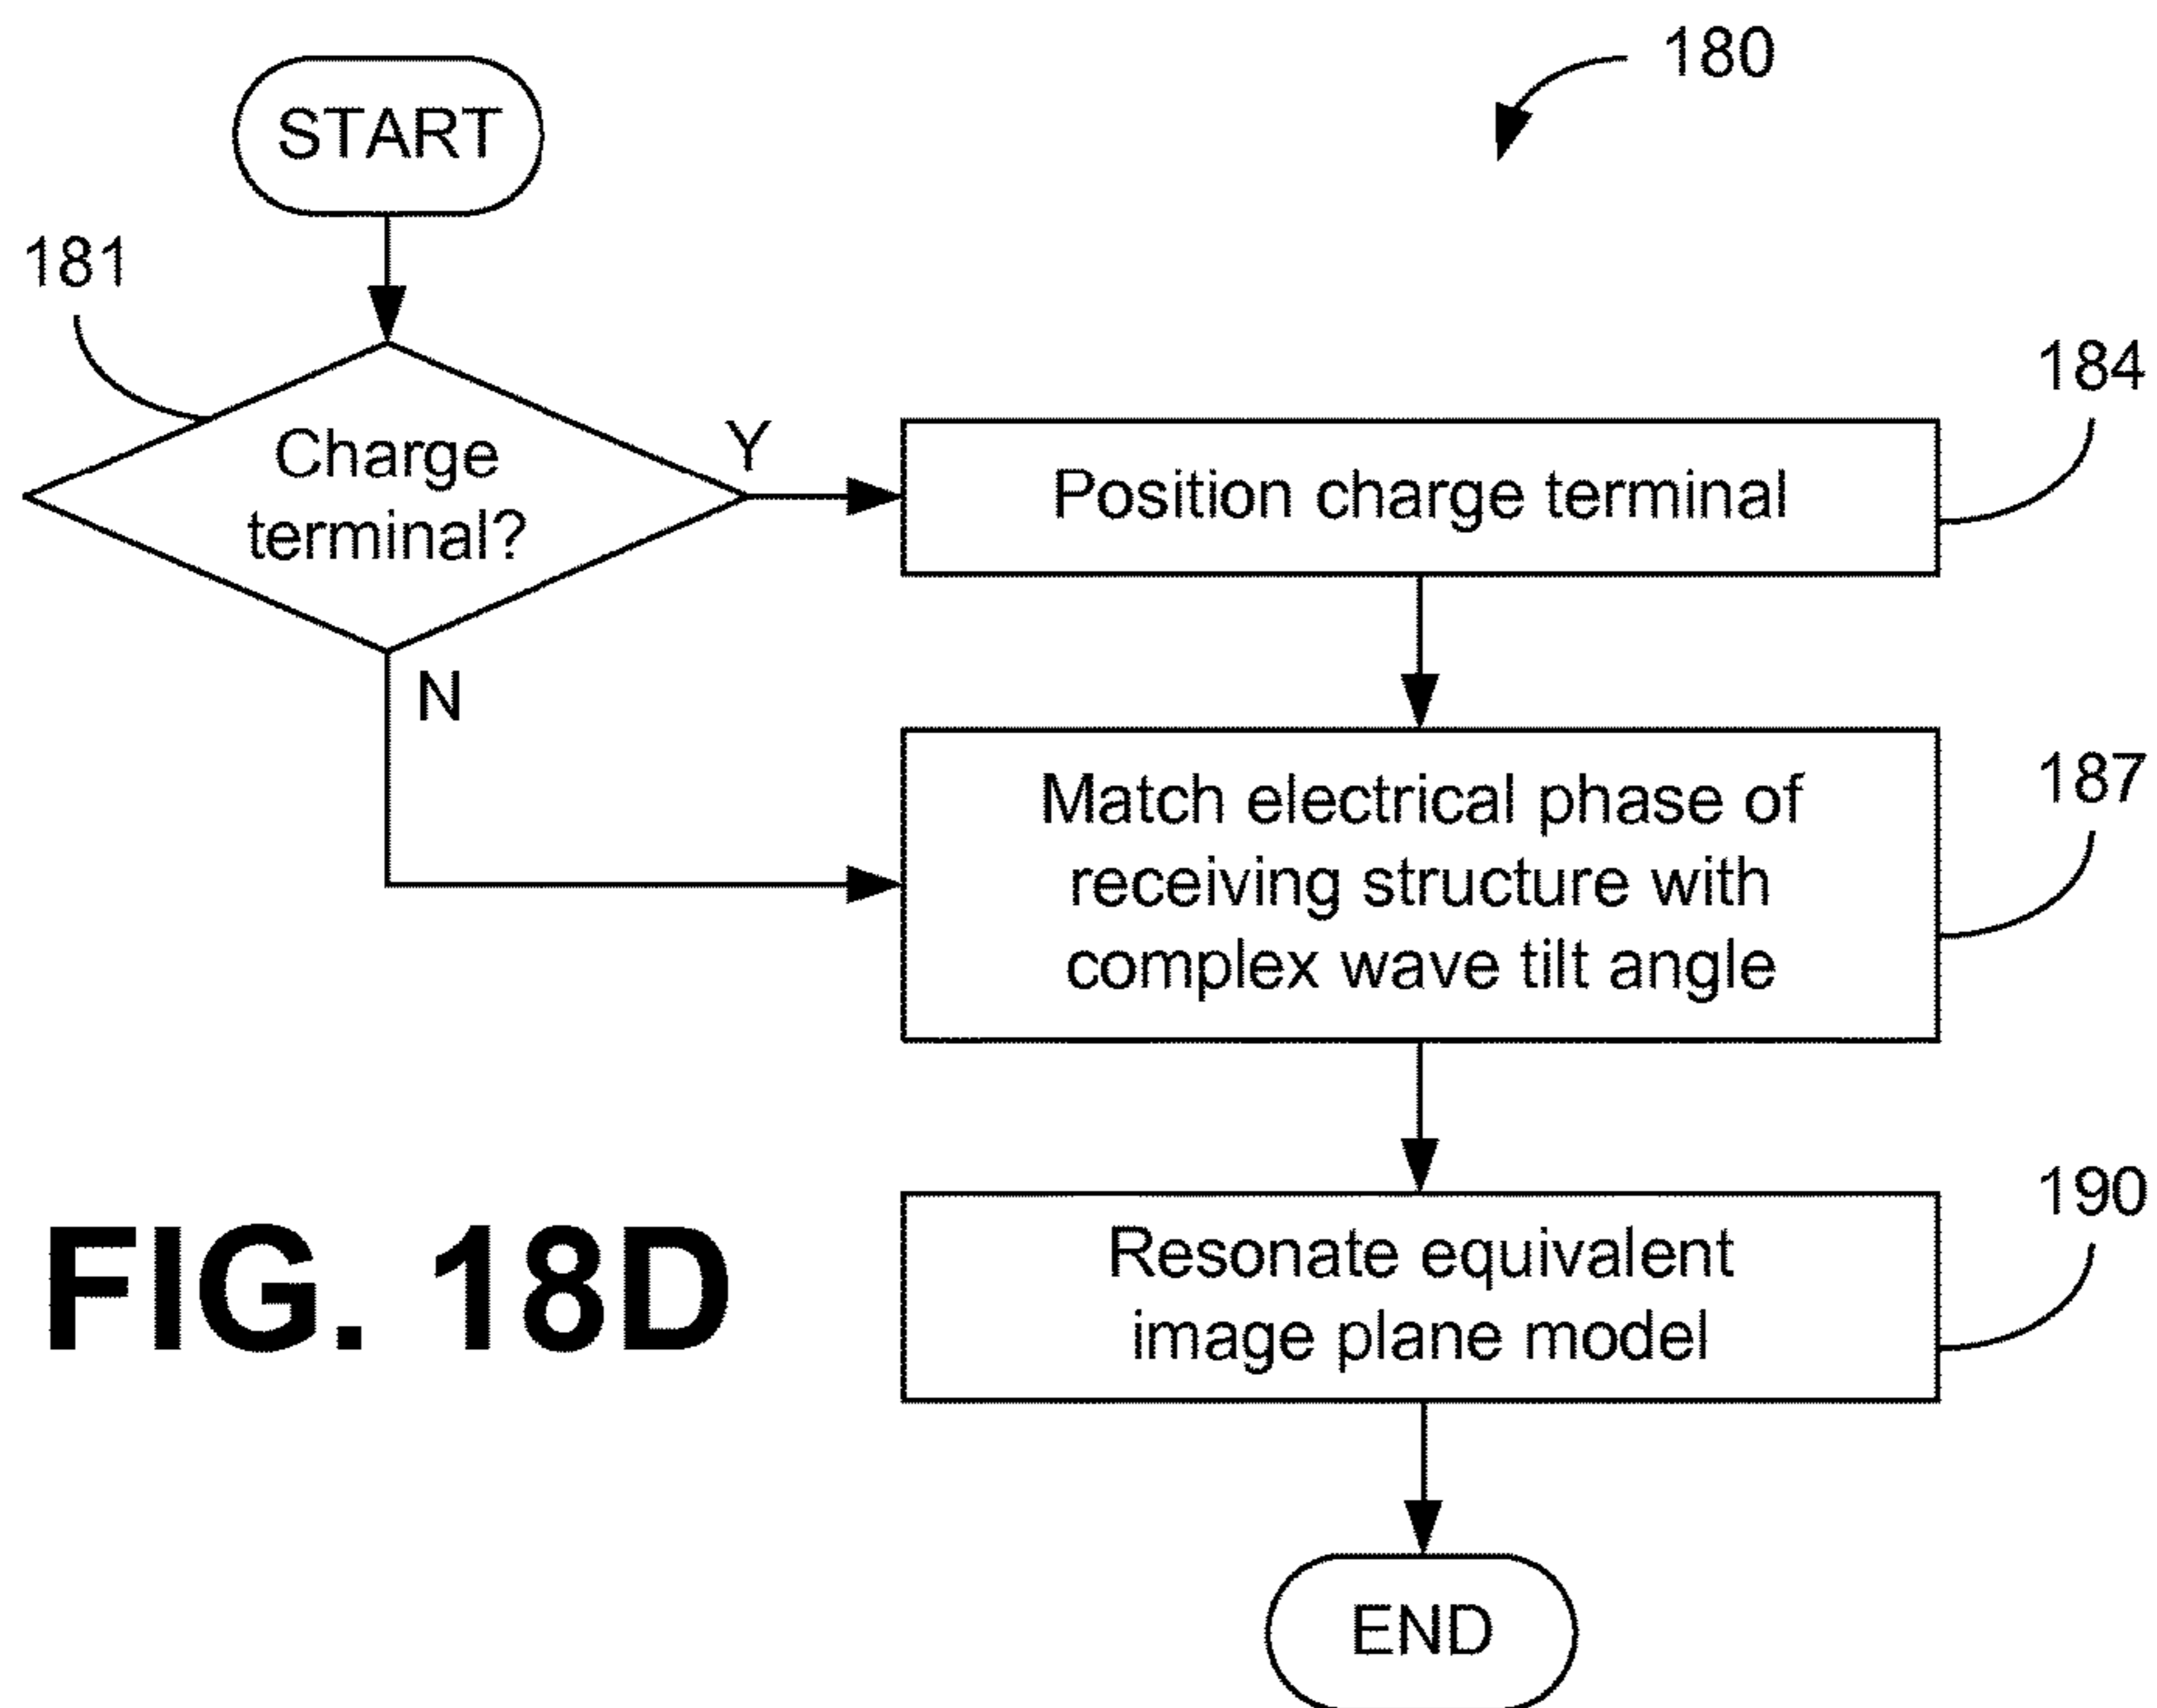 START
180
181
Charge
terminal?
Y
N
Position charge terminal
184
Match electrical phase of
receiving structure with
complex wave tilt angle
187
Resonate equivalent
image plane model
190
END
FIG. 18D